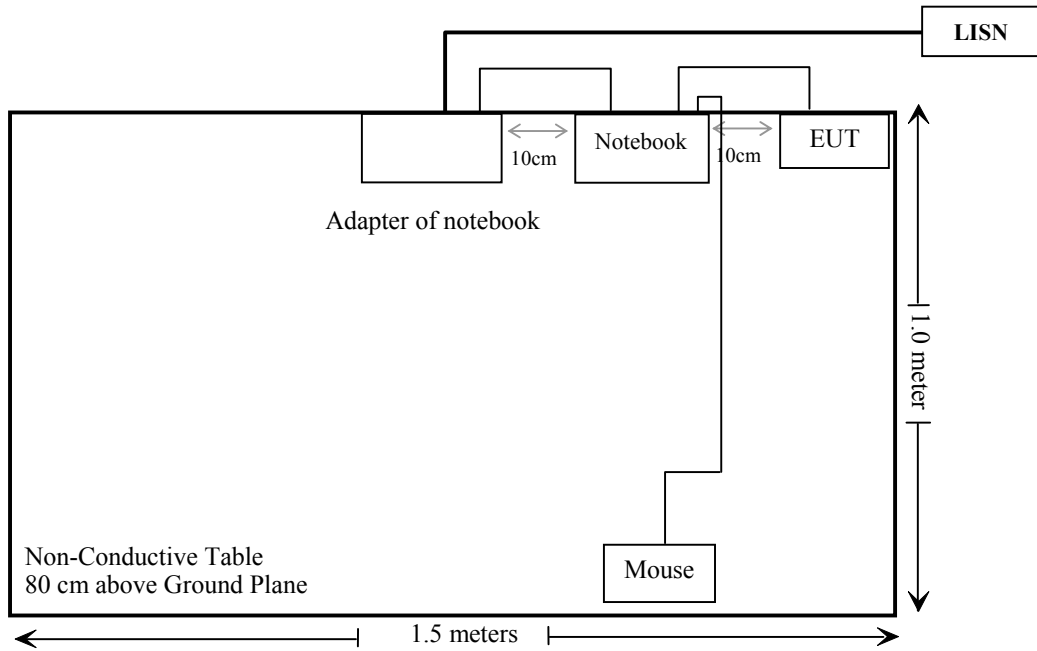 LISN
Notebook
EUT
10cm
10cm
Adapter of notebook
1.0 meter
Non-Conductive Table
80 cm above Ground Plane
Mouse
1.5 meters